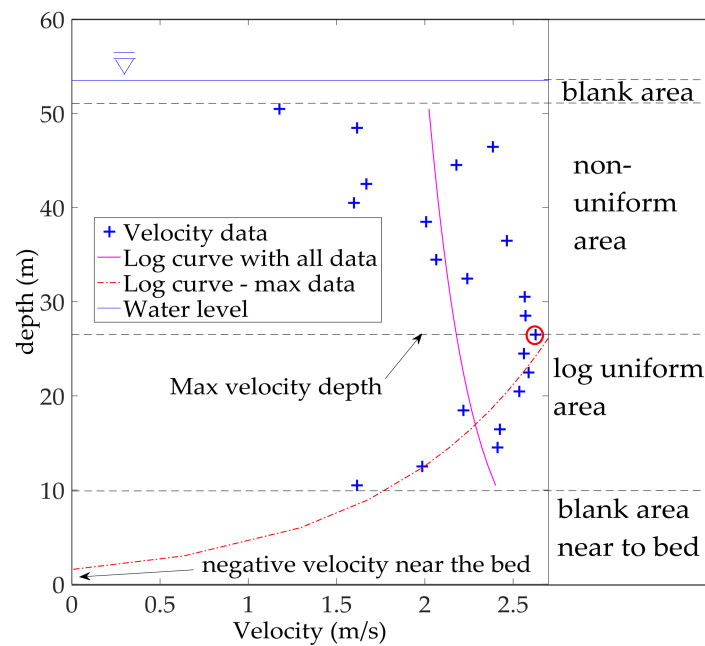 60
50
40
30
20
10
0
depth (m)
0
0.5
1
1.5
2
2.5
Velocity (m/s)
Velocity data
Log curve with all data
Log curve - max data
Water level
Max velocity depth
negative velocity near the bed
blank area
non-
uniform
area
log uniform
area
blank area
near to bed